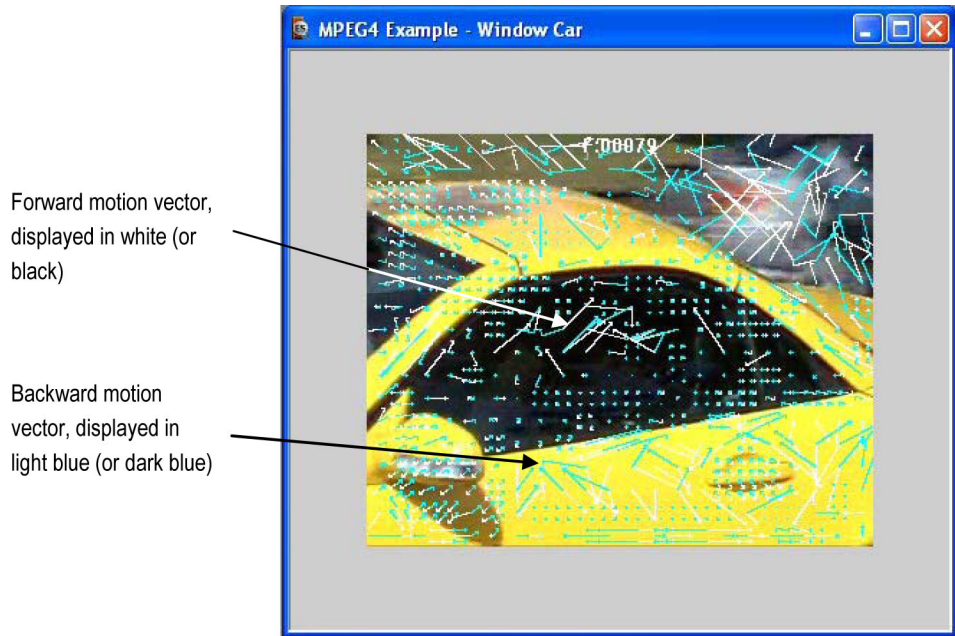 MPEG4 Example - Window Car
F:00079
Forward motion vector,
displayed in white (or
black)
Backward motion
vector, displayed in
light blue (or dark blue)